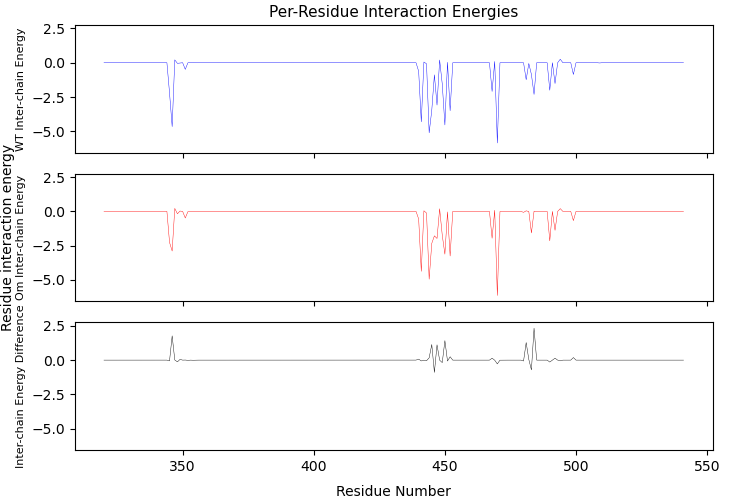 Per-Residue Interaction Energies
Residue interaction energy
WT Inter-chain Energy
2.5
0.0
−2.5
−5.0
Om Inter-chain Energy
2.5
0.0
−2.5
−5.0
Inter-chain Energy Difference
2.5
0.0
−2.5
−5.0
350 400 450 500 550
Residue Number